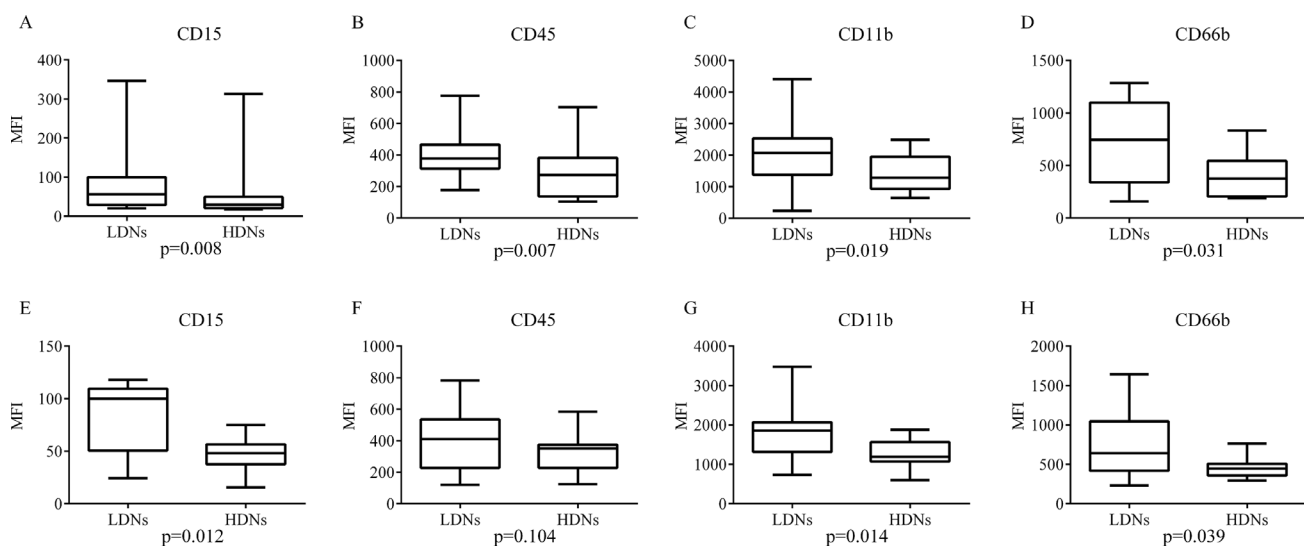 A
CD15
MFI
400
300
200
100
0
LDNs HDNs
p=0.008
B
CD45
MFI
1000
800
600
400
200
0
LDNs HDNs
p=0.007
C
CD11b
MFI
5000
4000
3000
2000
1000
0
LDNs HDNs
p=0.019
D
CD66b
MFI
1500
1000
500
0
LDNs HDNs
p=0.031
E
CD15
MFI
150
100
50
0
LDNs HDNs
p=0.012
F
CD45
MFI
1000
800
600
400
200
0
LDNs HDNs
p=0.104
G
CD11b
MFI
4000
3000
2000
1000
0
LDNs HDNs
p=0.014
H
CD66b
MFI
2000
1500
1000
500
0
LDNs HDNs
p=0.039